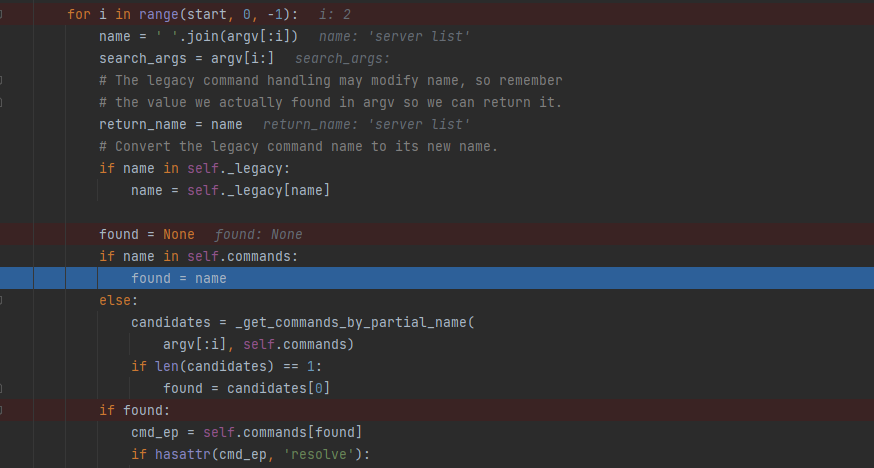 for i in range(start, 0, -1):   i: 2
    name = ' '.join(argv[:i])   name: 'server list'
    search_args = argv[i:]   search_args:
    # The legacy command handling may modify name, so remember
    # the value we actually found in argv so we can return it.
    return_name = name   return_name: 'server list'
    # Convert the legacy command name to its new name.
    if name in self._legacy:
        name = self._legacy[name]

    found = None   found: None
    if name in self.commands:
        found = name
    else:
        candidates = _get_commands_by_partial_name(
            argv[:i], self.commands)
        if len(candidates) == 1:
            found = candidates[0]
    if found:
        cmd_ep = self.commands[found]
        if hasattr(cmd_ep, 'resolve'):